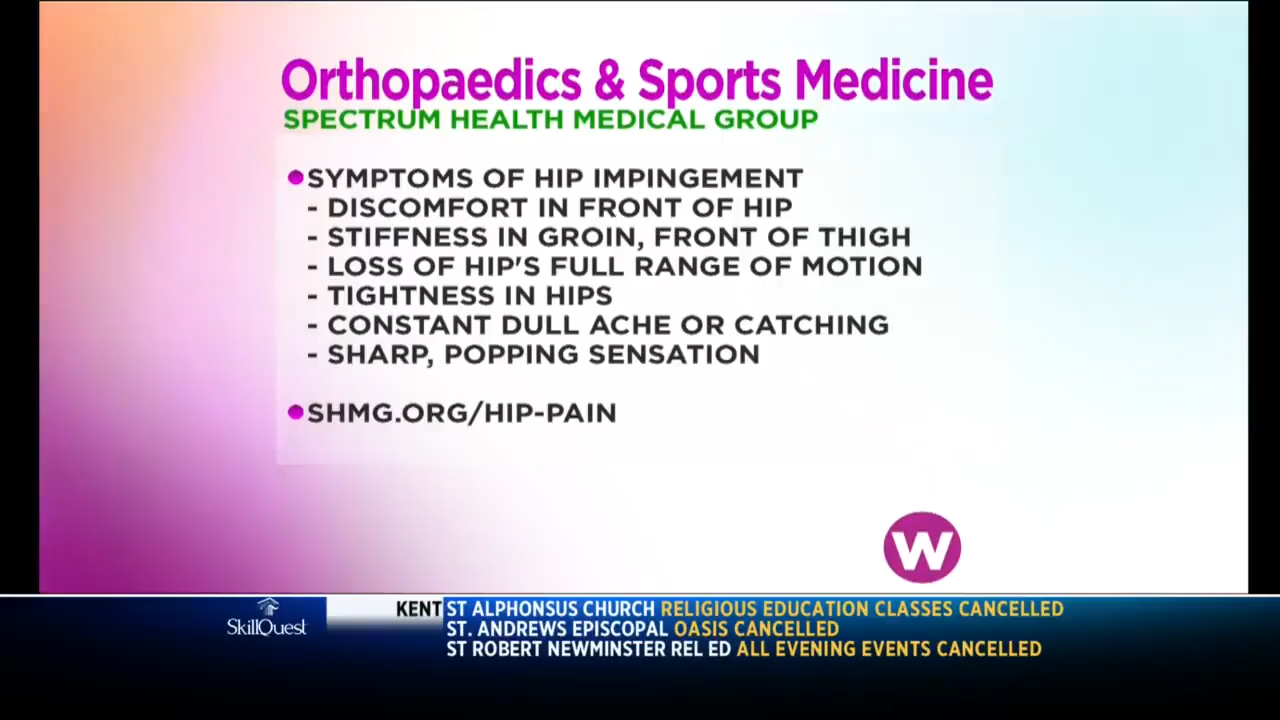 Orthopaedics & Sports Medicine
SPECTRUM HEALTH MEDICAL GROUP
SYMPTOMS OF HIP IMPINGEMENT
- DISCOMFORT IN FRONT OF HIP
- STIFFNESS IN GROIN, FRONT OF THIGH
- LOSS OF HIP'S FULL RANGE OF MOTION
- TIGHTNESS IN HIPS
- CONSTANT DULL ACHE OR CATCHING
- SHARP, POPPING SENSATION
SHMG.ORG/HIP-PAIN
W
SkillQuest
KENT ST ALPHONSUS CHURCH RELIGIOUS EDUCATION CLASSES CANCELLED
ST. ANDREWS EPISCOPAL OASIS CANCELLED
ST ROBERT NEWMINSTER REL ED ALL EVENING EVENTS CANCELLED